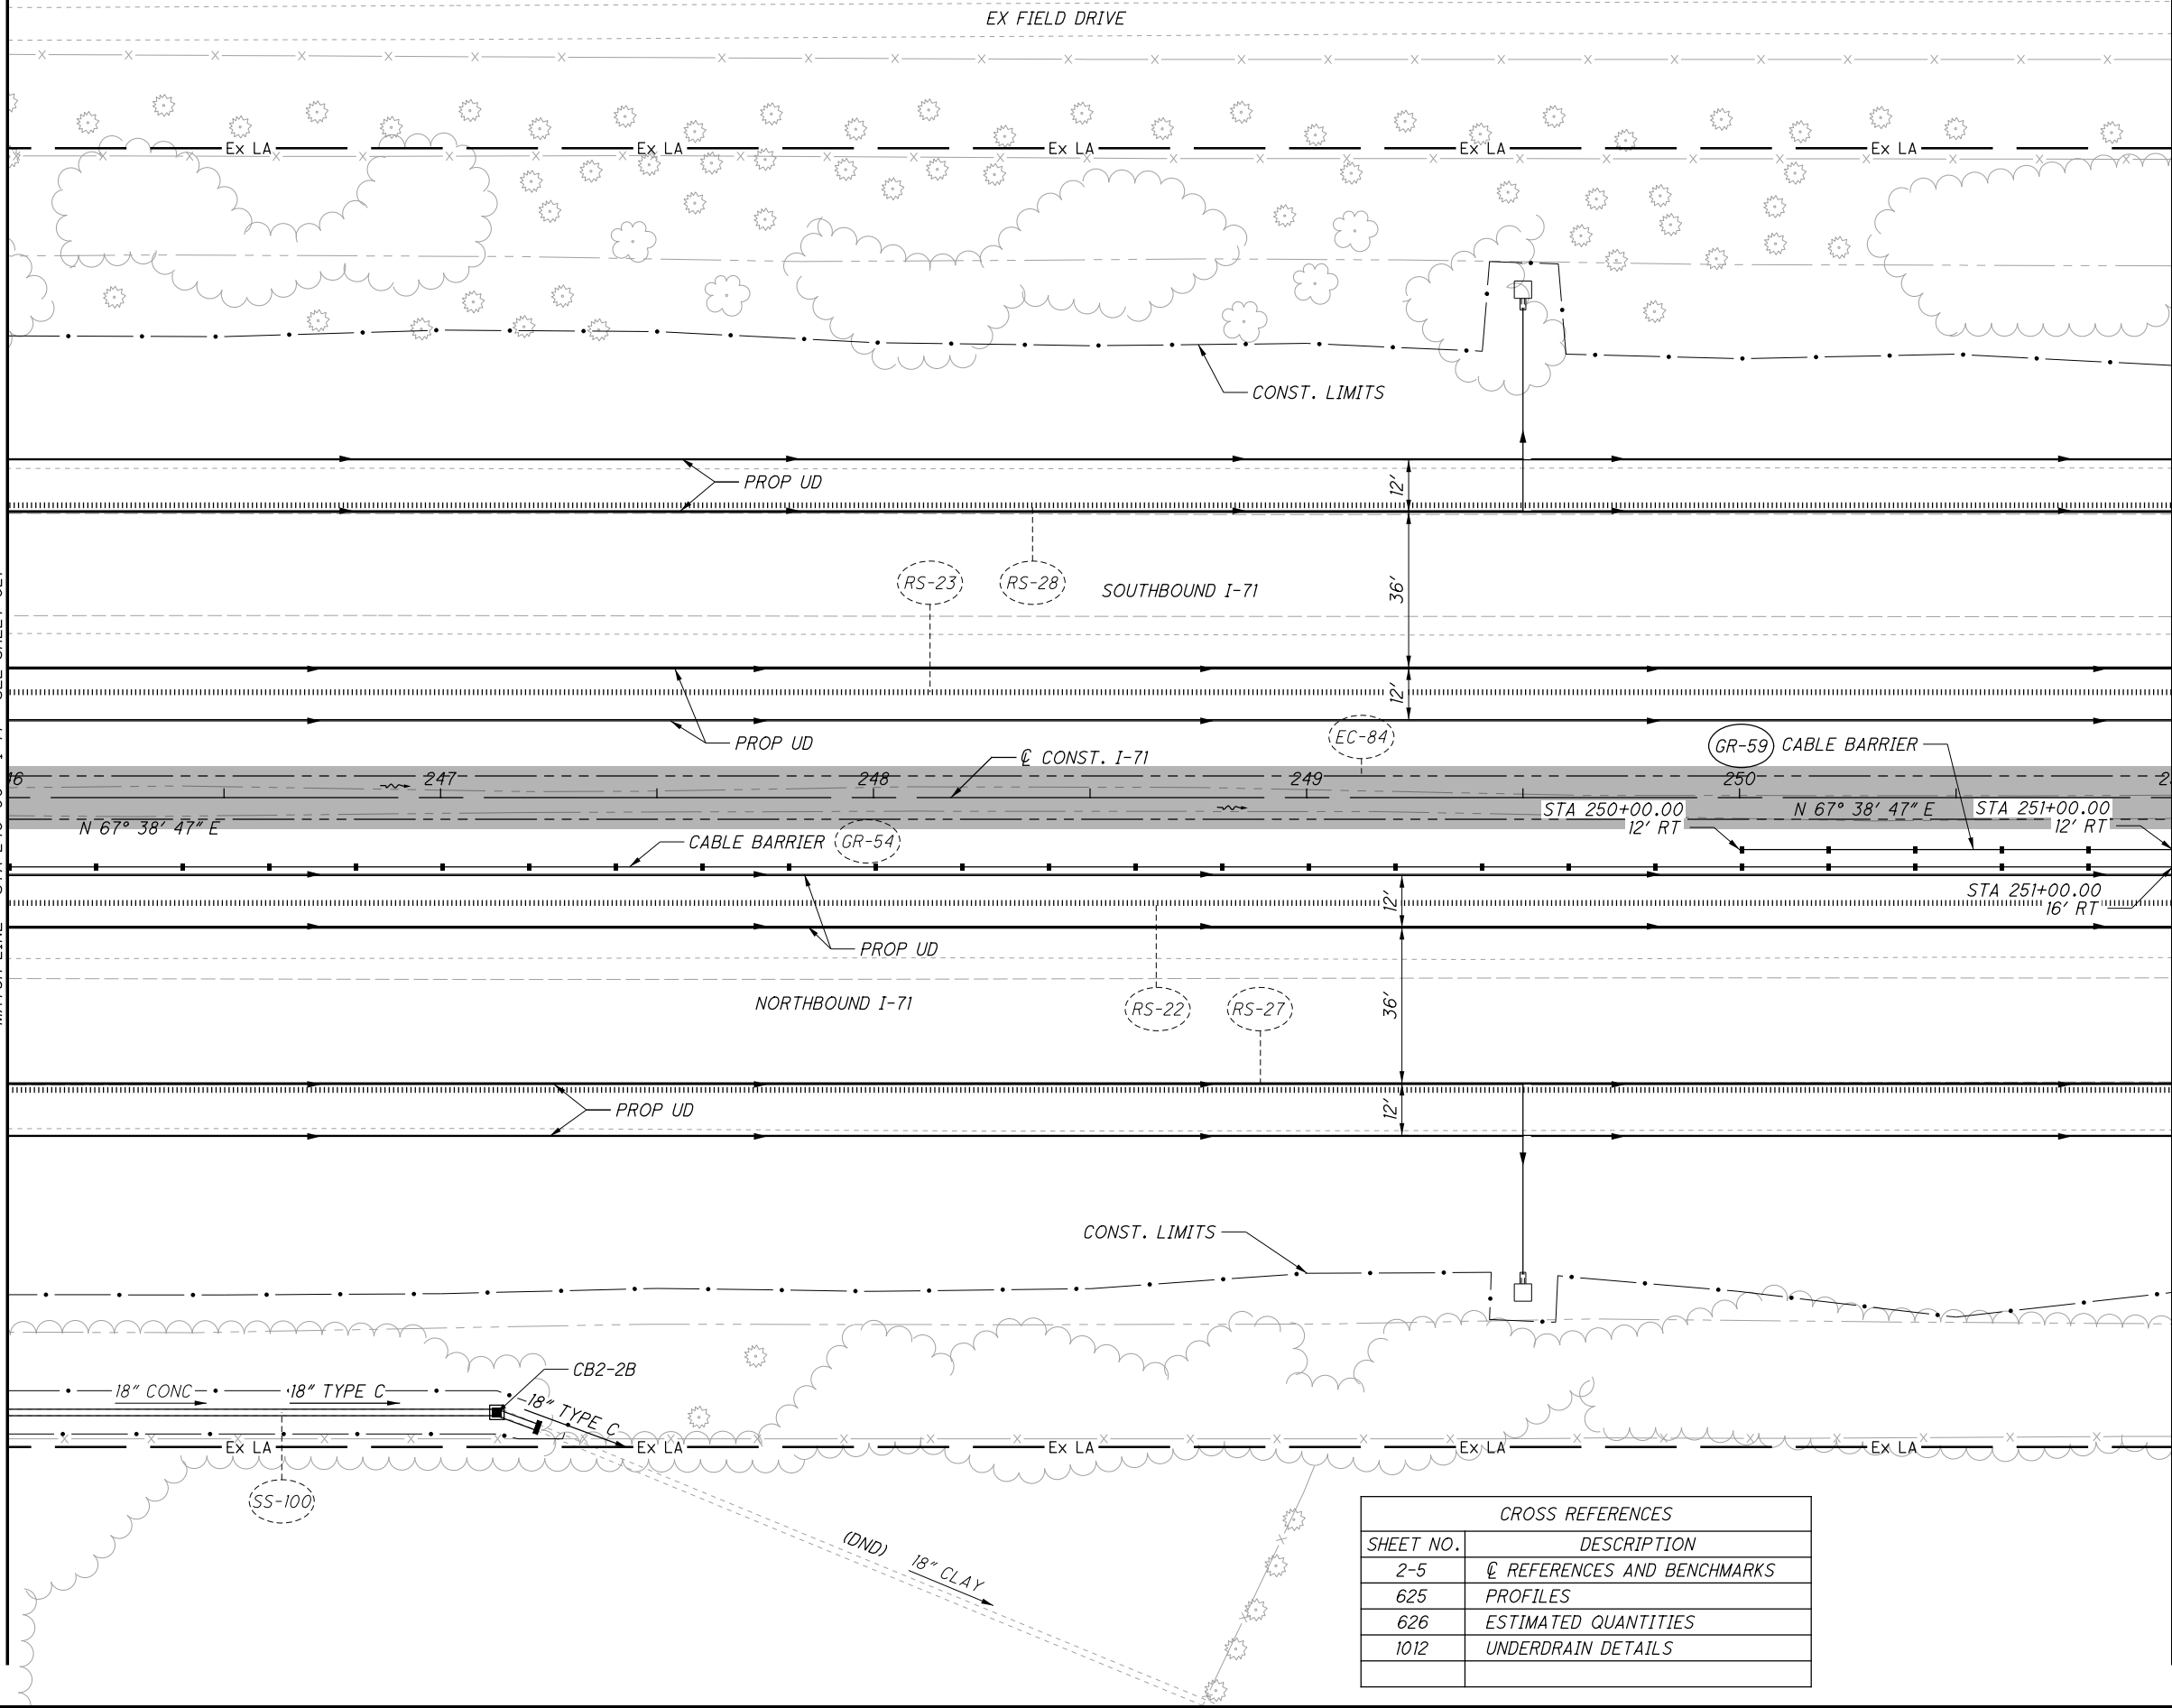 EX FIELD DRIVE
Ex LA
Ex LA
Ex LA
Ex LA
Ex LA
CONST. LIMITS
PROP UD
12'
RS-23
RS-28
SOUTHBOUND I-71
36'
12'
PROP UD
EC-84
GR-59
CABLE BARRIER
℄ CONST. I-71
247
248
249
250
N 67° 38' 47" E
STA 250+00.00
12' RT
N 67° 38' 47" E
STA 251+00.00
12' RT
CABLE BARRIER
GR-54
STA 251+00.00
16' RT
12'
PROP UD
NORTHBOUND I-71
RS-22
RS-27
36'
PROP UD
12'
CONST. LIMITS
CB2-2B
18" CONC
18" TYPE C
18" TYPE C
Ex LA
Ex LA
Ex LA
Ex LA
Ex LA
SS-100
(DND)
18" CLAY
CROSS REFERENCES
SHEET NO. DESCRIPTION
2-5 ℄ REFERENCES AND BENCHMARKS
625 PROFILES
626 ESTIMATED QUANTITIES
1012 UNDERDRAIN DETAILS